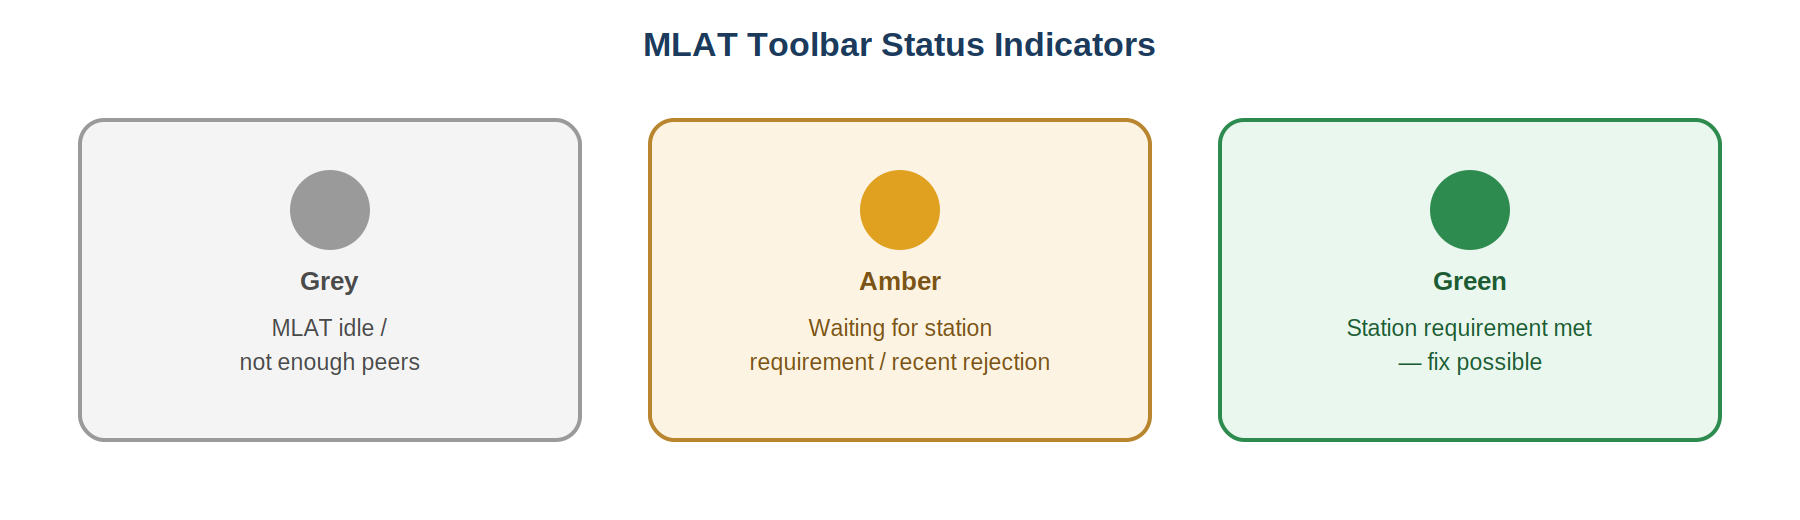 MLAT Toolbar Status Indicators
Grey
MLAT idle /
not enough peers
Amber
Waiting for station
requirement / recent rejection
Green
Station requirement met
— fix possible